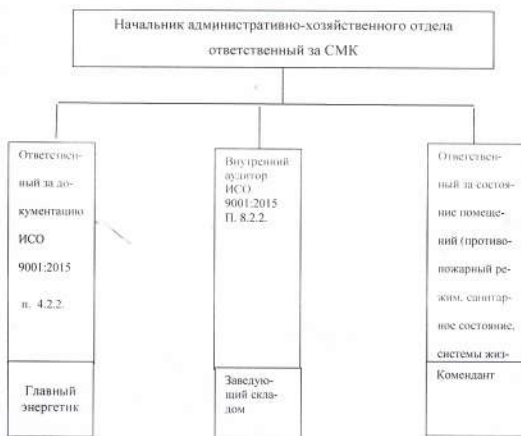 Начальник административно-хозяйственного отдела
ответственный за СМК
Ответствен-
ный за до-
кументацию
ИСО
9001:2015
п. 4.2.2.
Главный
энергетик
Внутренний
аудитор
ИСО
9001:2015
П. 8.2.2.
Заведую-
щий скла-
дом
Ответствен-
ный за состоя-
ние помеще-
ний (противо-
пожарный ре-
жим, санитар-
ное состояние,
системы жиз-
Комендант